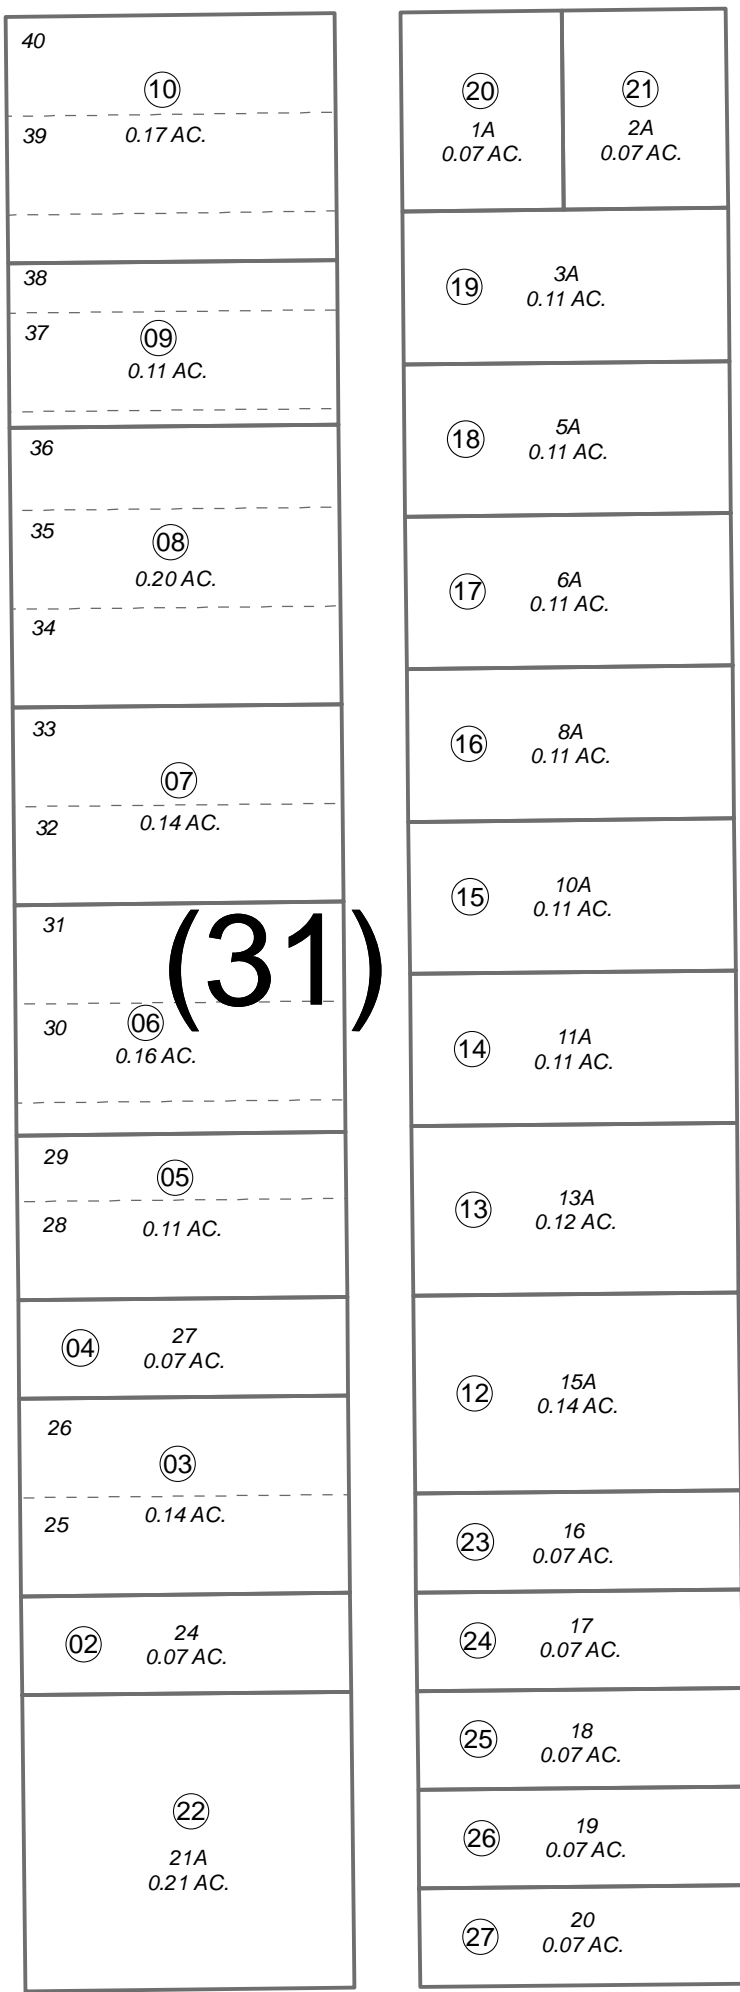 40
10
39
0.17 AC.
38
37
09
0.11 AC.
36
35
08
0.20 AC.
34
33
07
32
0.14 AC.
31
(31)
30
06
0.16 AC.
29
05
28
0.11 AC.
04
27
0.07 AC.
26
03
25
0.14 AC.
02
24
0.07 AC.
22
21A
0.21 AC.
20
1A
0.07 AC.
21
2A
0.07 AC.
19
3A
0.11 AC.
18
5A
0.11 AC.
17
6A
0.11 AC.
16
8A
0.11 AC.
15
10A
0.11 AC.
14
11A
0.11 AC.
13
13A
0.12 AC.
12
15A
0.14 AC.
23
16
0.07 AC.
24
17
0.07 AC.
25
18
0.07 AC.
26
19
0.07 AC.
27
20
0.07 AC.